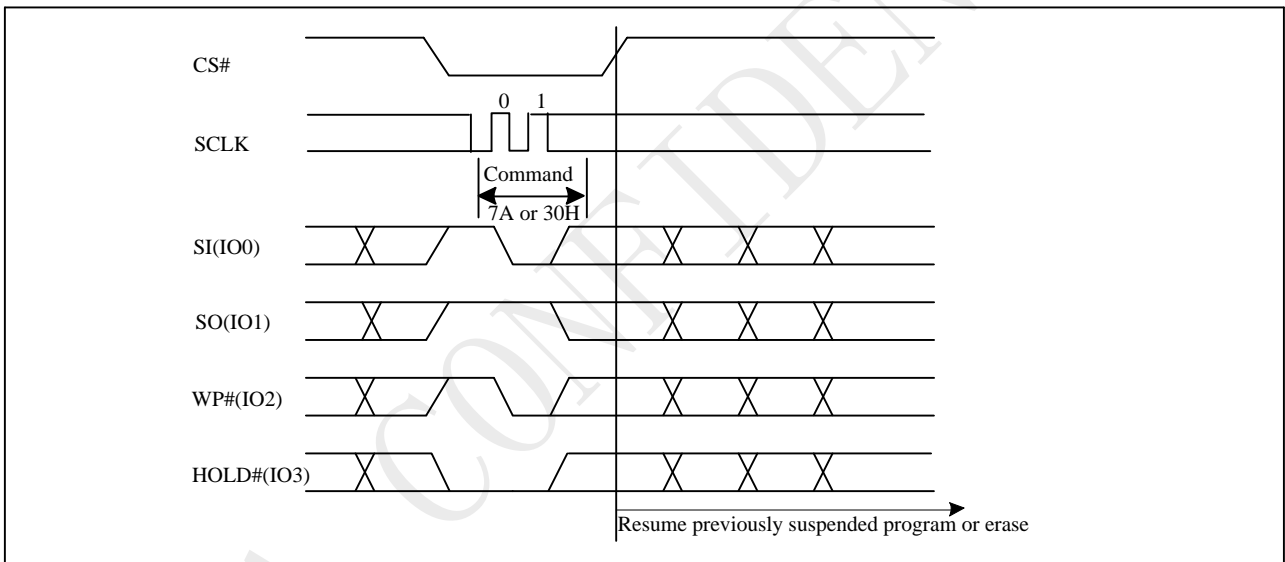 CS#
0 1
SCLK
Command
7A or 30H
SI(IO0)
SO(IO1)
WP#(IO2)
HOLD#(IO3)
Resume previously suspended program or erase
CONFIDEN